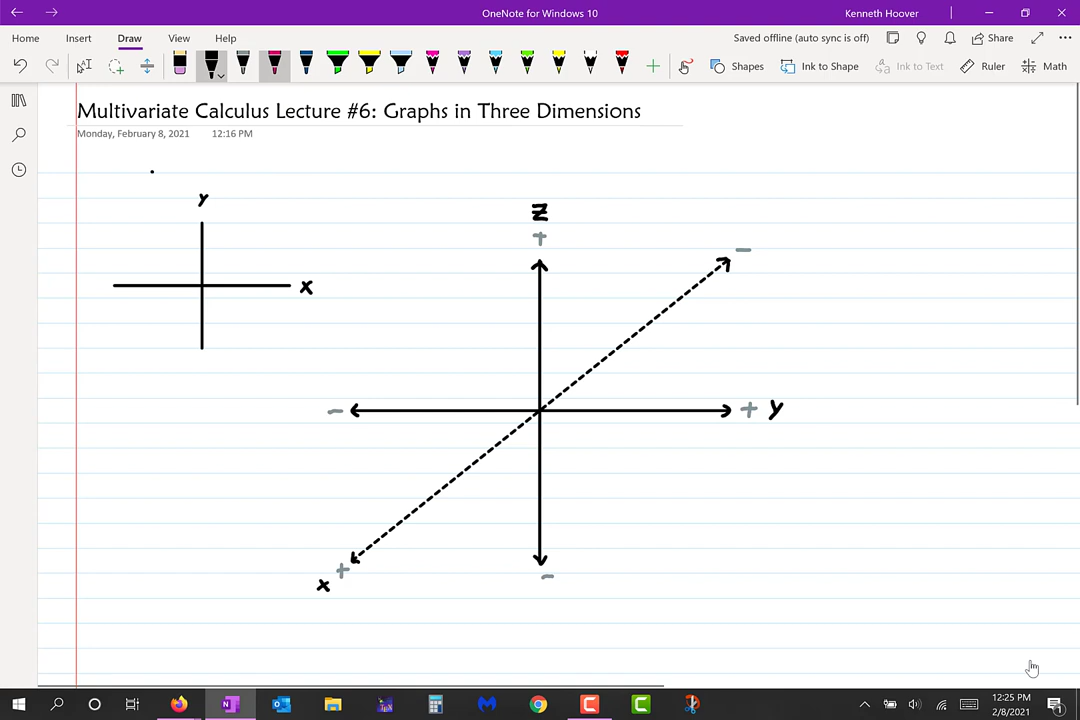 OneNote for Windows 10
Kenneth Hoover
Home Insert Draw View Help
Saved offline (auto sync is off)
Share
Shapes
Ink to Shape
Ink to Text
Ruler
Math
Multivariate Calculus Lecture #6: Graphs in Three Dimensions
Monday, February 8, 2021 12:16 PM
y
x
z
+
-
- + y
x +
-
12:25 PM
2/8/2021
1